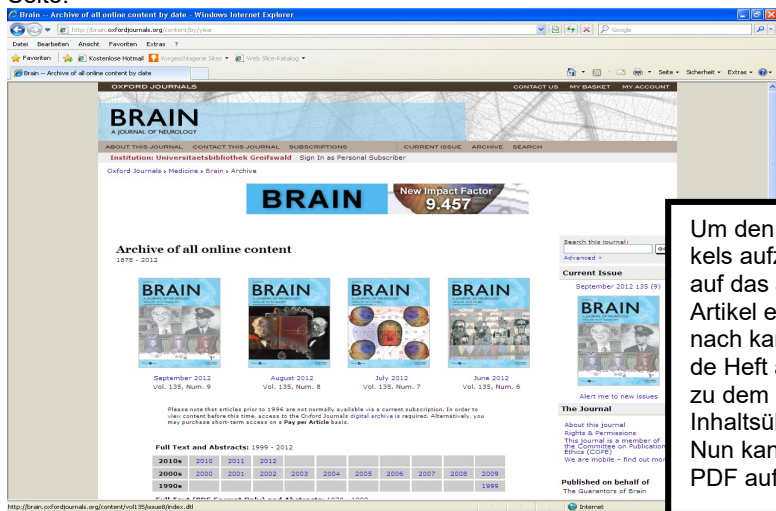 Seite:
Brain -- Archive of all online content by date - Windows Internet Explorer
http://brain.oxfordjournals.org/content/by/year
Google
Datei Bearbeiten Ansicht Favoriten Extras ?
Favoriten Kostenlose Hotmail Vorgeschlagene Sites Web Slice-Katalog
Brain -- Archive of all online content by date
Seite Sicherheit Extras
OXFORD JOURNALS CONTACT US MY BASKET MY ACCOUNT
BRAIN
A JOURNAL OF NEUROLOGY
ABOUT THIS JOURNAL CONTACT THIS JOURNAL SUBSCRIPTIONS CURRENT ISSUE ARCHIVE SEARCH
Institution: Universitaetsbibliothek Greifswald Sign In as Personal Subscriber
Oxford Journals > Medicine > Brain > Archive
BRAIN New Impact Factor
9.457
Archive of all online content
1878 - 2012
BRAIN BRAIN BRAIN BRAIN
September 2012 August 2012 July 2012 June 2012
Vol. 135, Num. 9 Vol. 135, Num. 8 Vol. 135, Num. 7 Vol. 135, Num. 6
Please note that articles prior to 1996 are not normally available via a current subscription. In order to
view content before this time, access to the Oxford Journals digital archive is required. Alternatively, you
may purchase short-term access on a Pay per Article basis.
Full Text and Abstracts: 1999 - 2012
2010s 2010 2011 2012
2000s 2000 2001 2002 2003 2004 2005 2006 2007 2008 2009
1990s 1999
Search this journal:
Advanced »
Current Issue
September 2012 135 (9)
BRAIN
Alert me to new issues
The Journal
About this journal
Rights & Permissions
This journal is a member of
the Committee on Publication
Ethics (COPE)
We are mobile – find out mor
Published on behalf of
The Guarantors of Brain
http://brain.oxfordjournals.org/content/vol135/issue8/index.dtl Internet
Um den
kels auf
auf das
Artikel e
nach ka
de Heft
zu dem
Inhaltsü
Nun kan
PDF auf